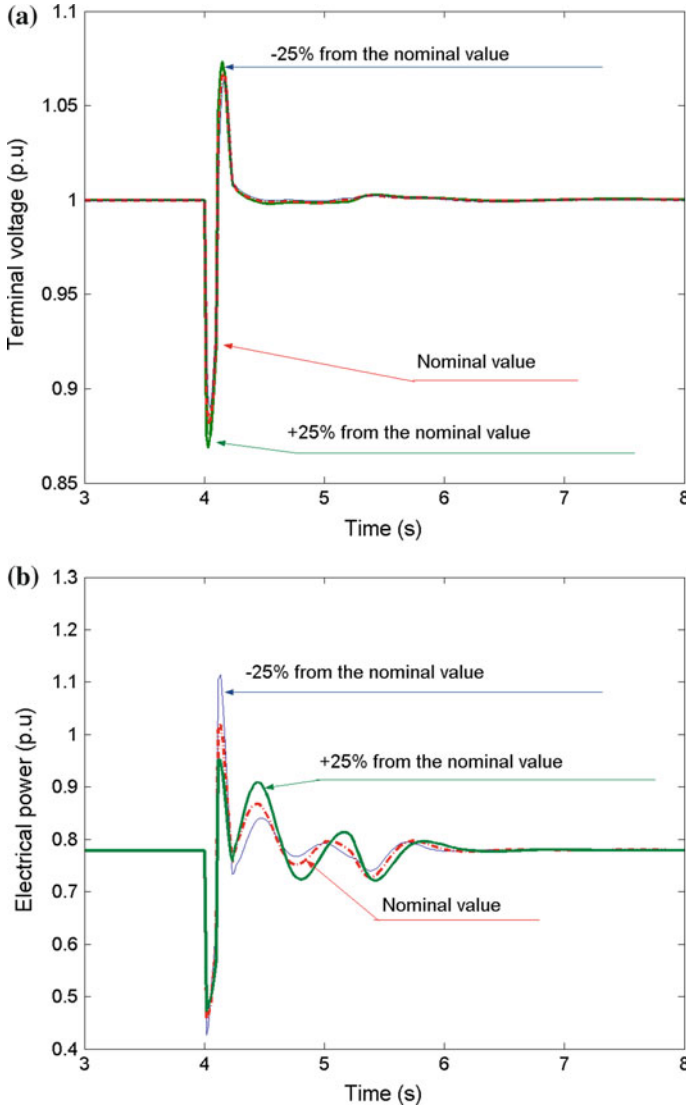 (a)
1.1
1.05
1
0.95
0.9
0.85
Terminal voltage (p.u)
-25% from the nominal value
Nominal value
+25% from the nominal value
3 4 5 6 7 8
Time (s)
(b)
1.3
1.2
1.1
1
0.9
0.8
0.7
0.6
0.5
0.4
Electrical power (p.u)
-25% from the nominal value
+25% from the nominal value
Nominal value
3 4 5 6 7 8
Time (s)